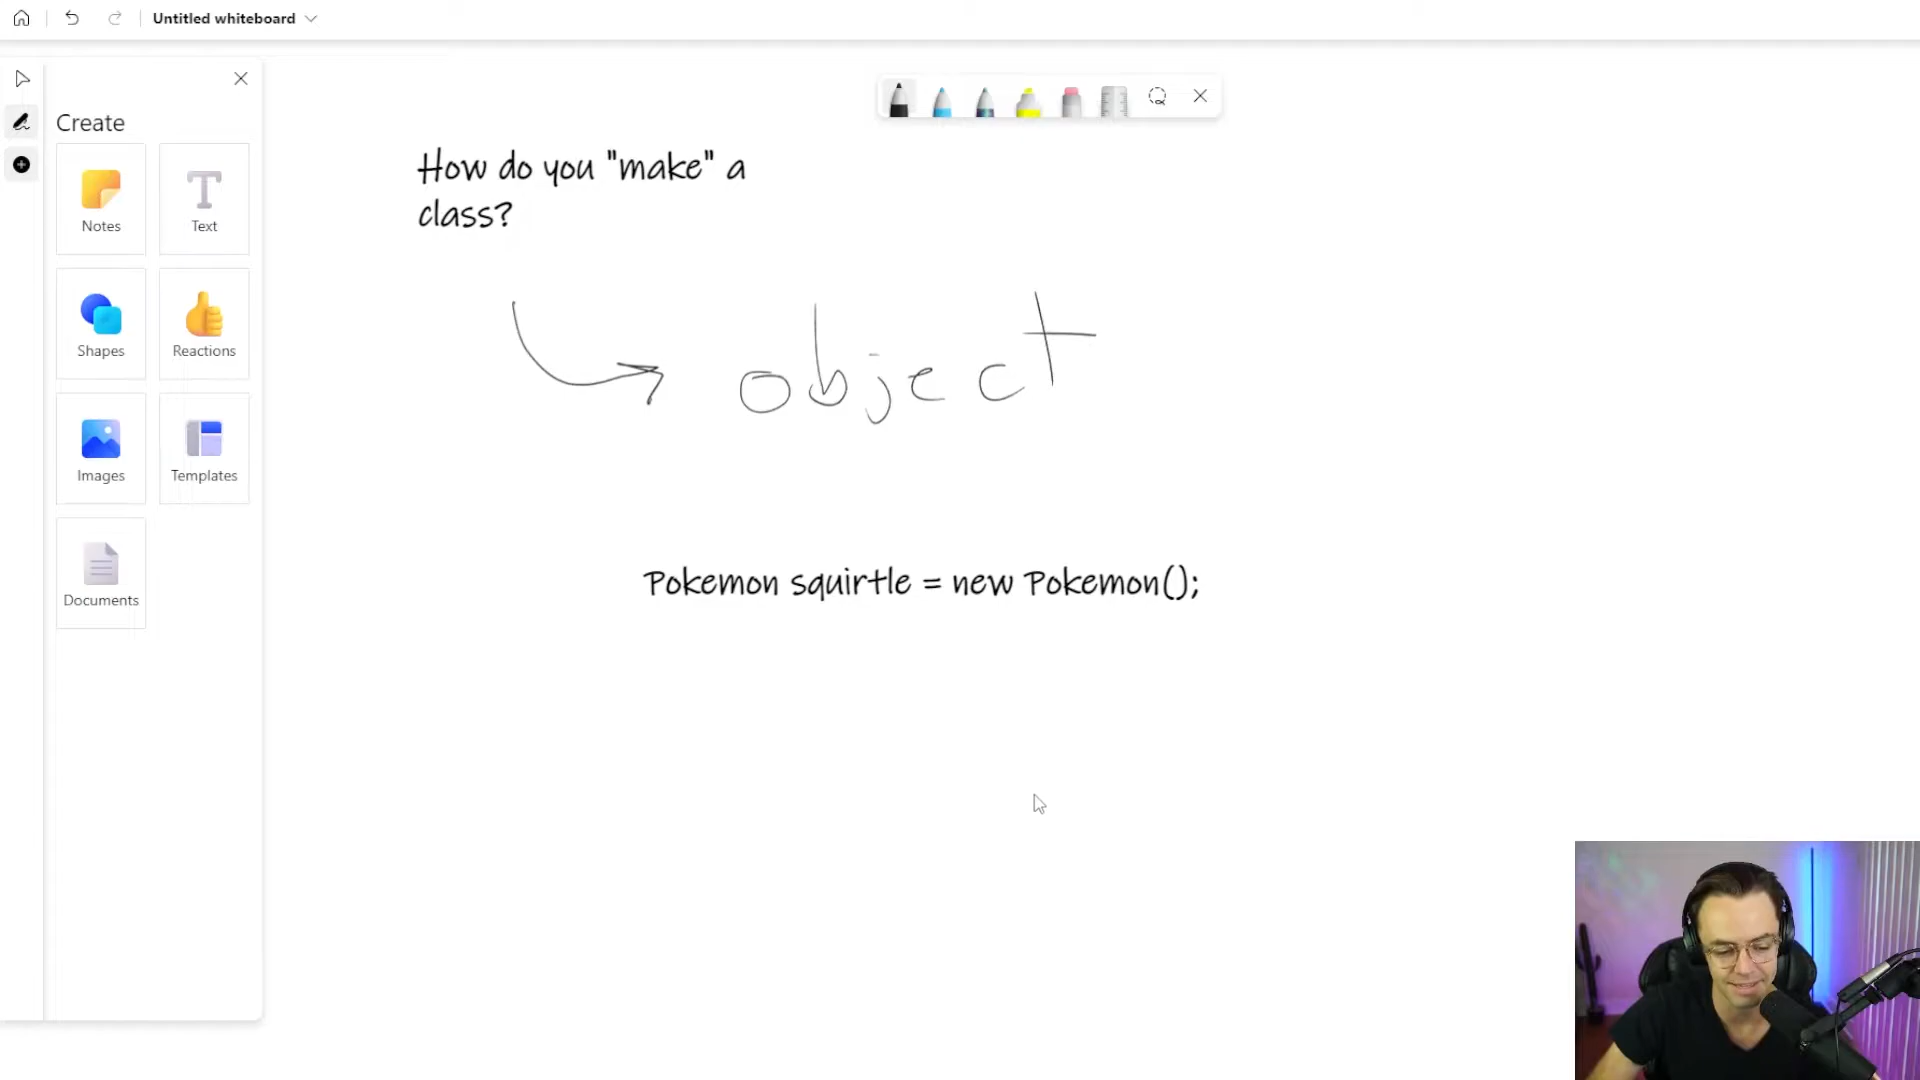 Untitled whiteboard
Create
Notes
Text
Shapes
Reactions
Images
Templates
Documents
How do you "make" a
class?
object
Pokemon squirtle = new Pokemon();